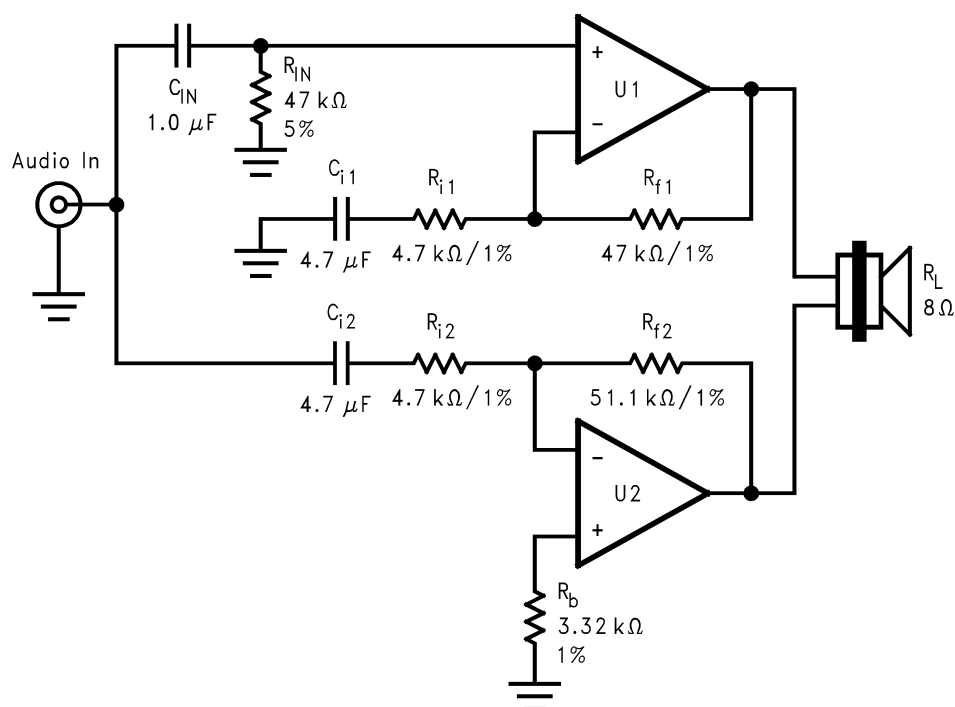 Audio In
C_IN
1.0 μF
R_IN
47 kΩ
5%
+
U1
−
C_i1
4.7 μF
R_i1
4.7 kΩ/1%
R_f1
47 kΩ/1%
R_L
8Ω
C_i2
4.7 μF
R_i2
4.7 kΩ/1%
R_f2
51.1 kΩ/1%
−
U2
+
R_b
3.32 kΩ
1%